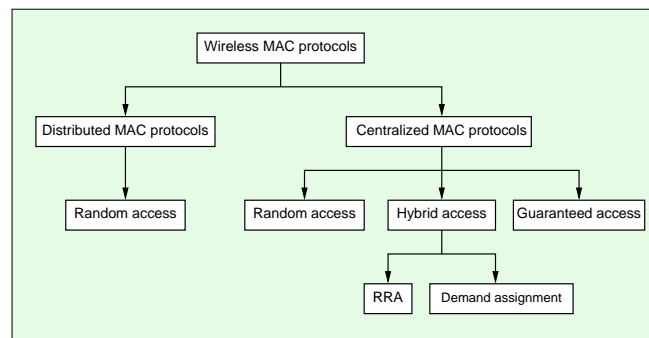 Wireless MAC protocols
Distributed MAC protocols
Centralized MAC protocols
Random access
Random access
Hybrid access
Guaranteed access
RRA
Demand assignment